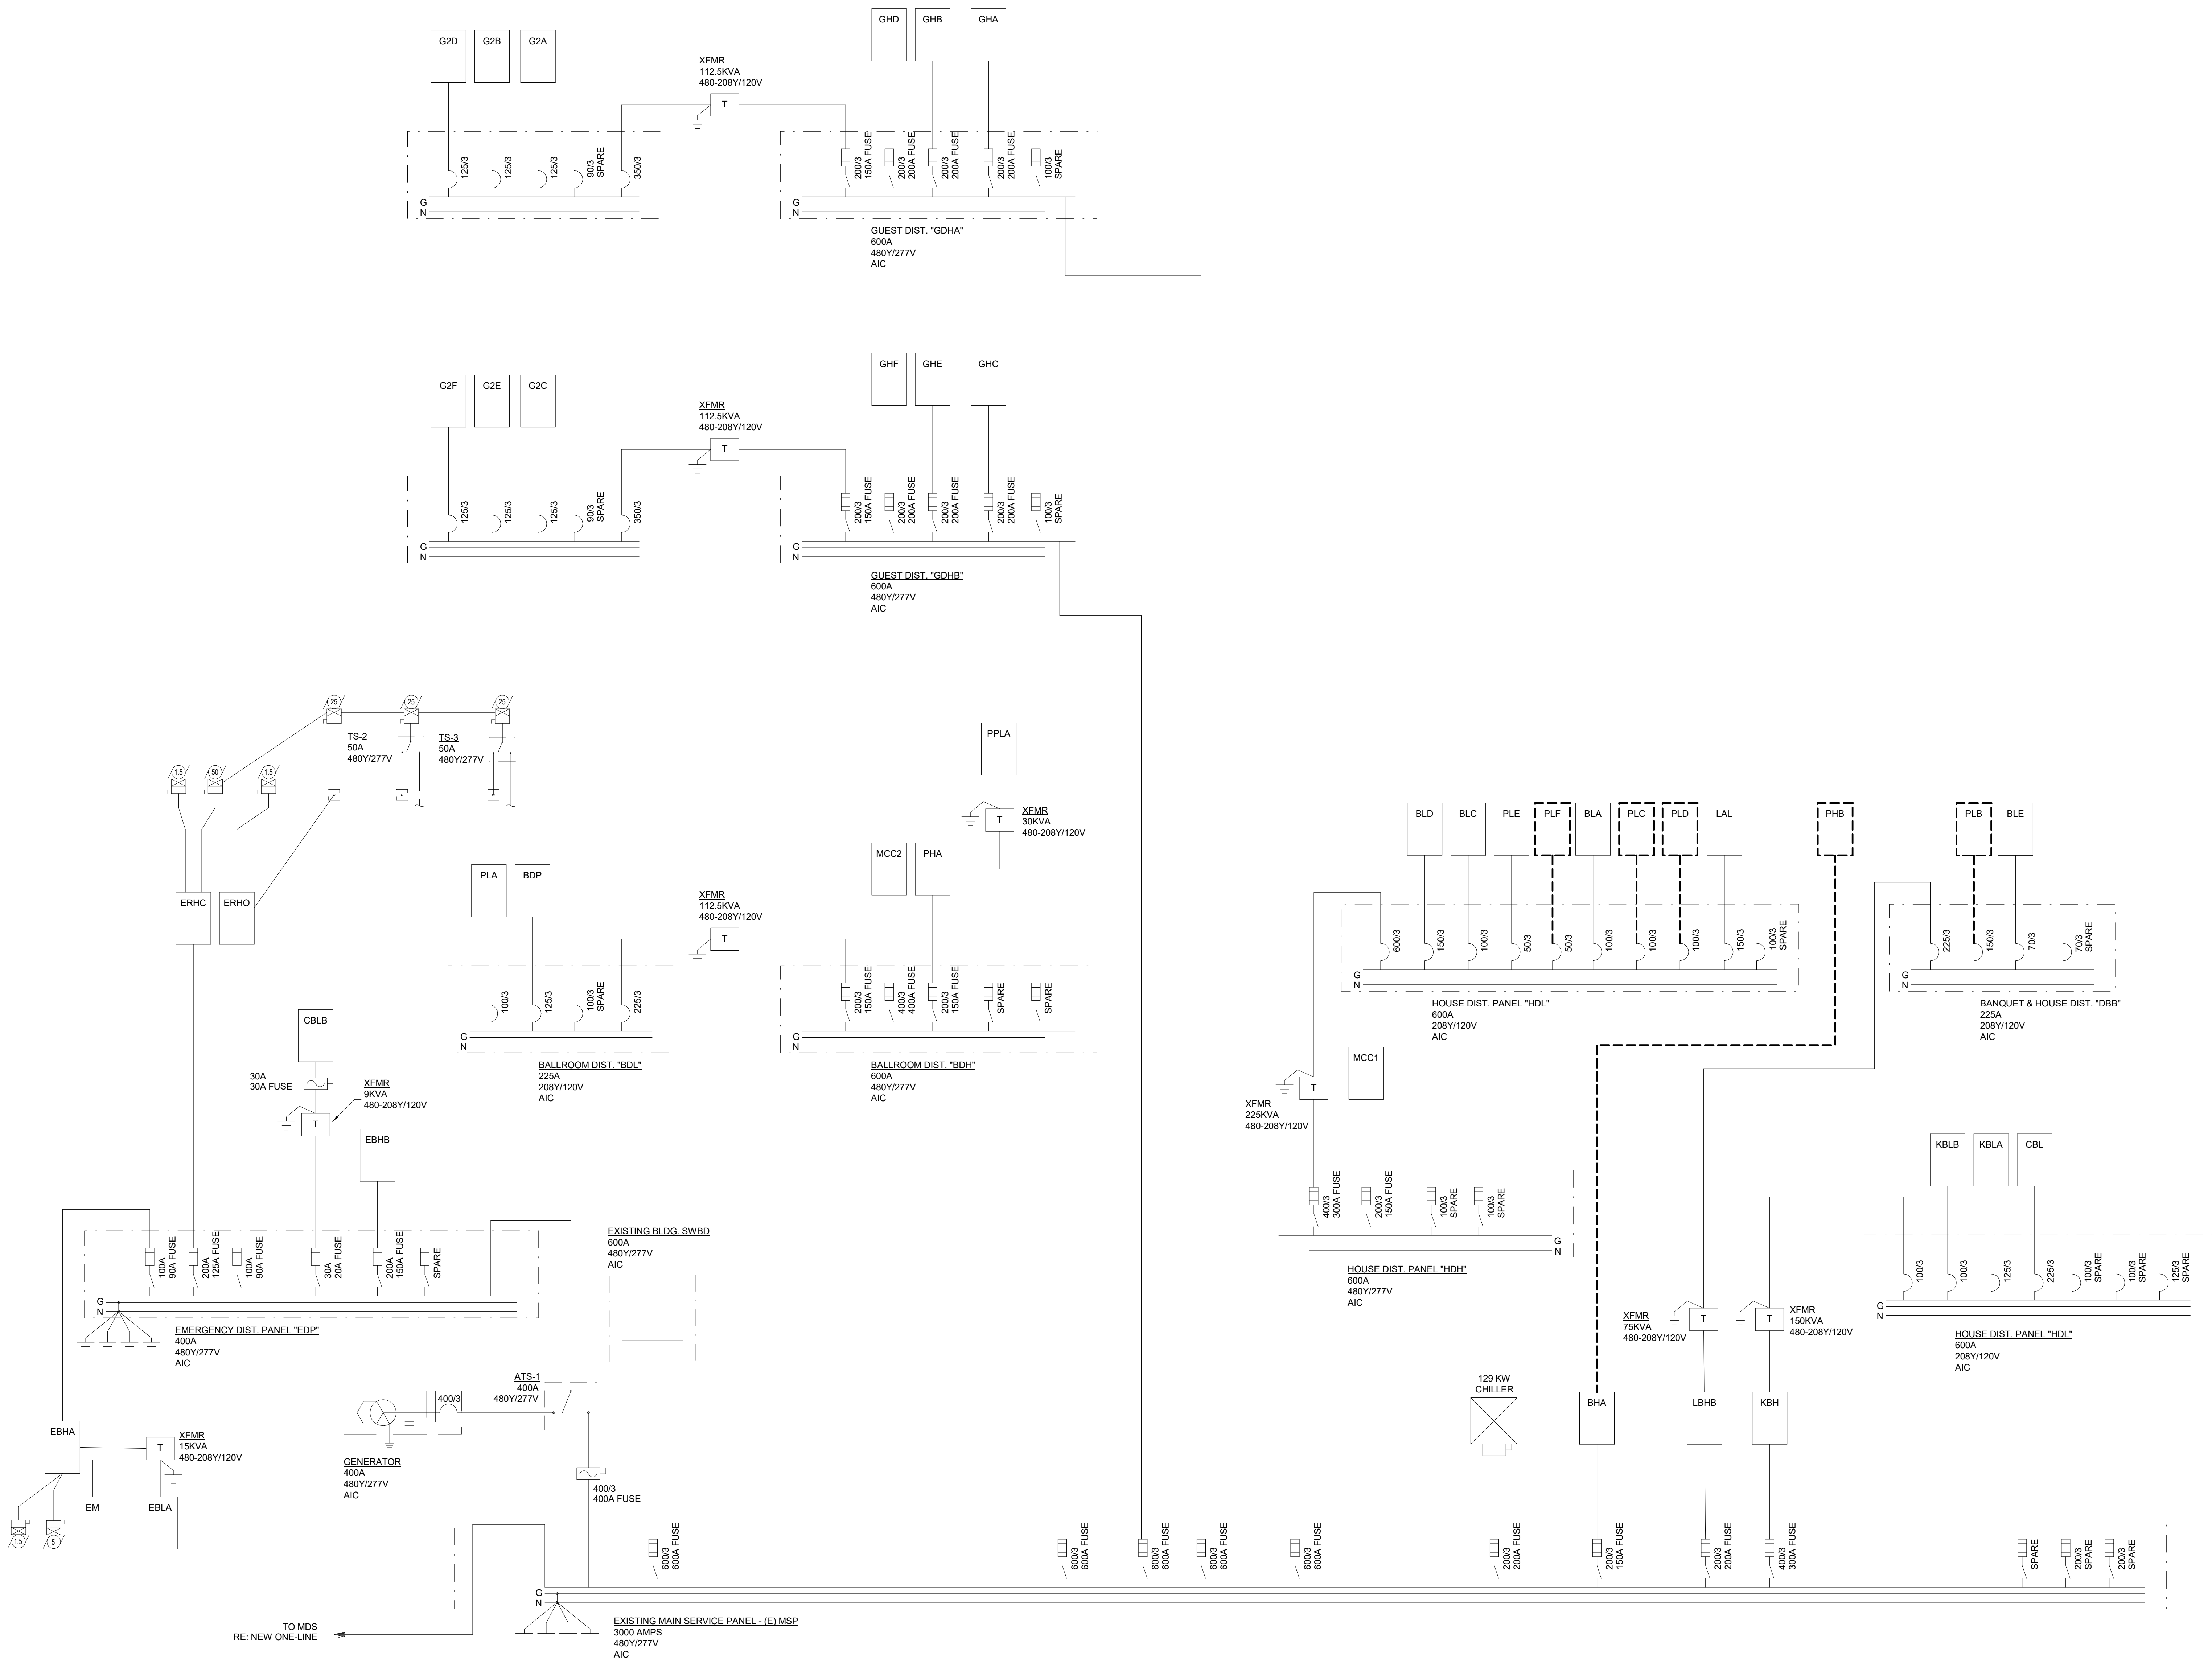 GHD
GHB
GHA
G2D
G2B
G2A
XFMR
112.5KVA
480-208Y/120V
T
125/3
125/3
125/3
90/3
SPARE
350/3
200/3
150A FUSE
200/3
200A FUSE
200/3
200A FUSE
200/3
200A FUSE
100/3
SPARE
G
N
G
N
GUEST DIST. "GDHA"
600A
480Y/277V
AIC
GHF
GHE
GHC
G2F
G2E
G2C
XFMR
112.5KVA
480-208Y/120V
T
125/3
125/3
125/3
90/3
SPARE
350/3
200/3
150A FUSE
200/3
200A FUSE
200/3
200A FUSE
200/3
200A FUSE
100/3
SPARE
G
N
G
N
GUEST DIST. "GDHB"
600A
480Y/277V
AIC
25
25
25
TS-2
50A
480Y/277V
TS-3
50A
480Y/277V
1.5
50
1.5
PPLA
T
XFMR
30KVA
480-208Y/120V
MCC2
PHA
PLA
BDP
ERHC
ERHO
XFMR
112.5KVA
480-208Y/120V
T
100/3
125/3
100/3
SPARE
225/3
200/3
150A FUSE
400/3
400A FUSE
200/3
150A FUSE
SPARE
SPARE
G
N
G
N
BALLROOM DIST. "BDL"
225A
208Y/120V
AIC
BALLROOM DIST. "BDH"
600A
480Y/277V
AIC
BLD
BLC
PLE
PLF
BLA
PLC
PLD
LAL
PHB
PLB
BLE
600/3
150/3
100/3
50/3
50/3
100/3
100/3
100/3
150/3
100/3
SPARE
225/3
150/3
70/3
70/3
SPARE
G
N
G
N
HOUSE DIST. PANEL "HDL"
600A
208Y/120V
AIC
BANQUET & HOUSE DIST. "DBB"
225A
208Y/120V
AIC
CBLB
30A
30A FUSE
XFMR
9KVA
480-208Y/120V
T
EBHB
MCC1
T
XFMR
225KVA
480-208Y/120V
400/3
300A FUSE
200/3
150A FUSE
100/3
SPARE
100/3
SPARE
G
N
HOUSE DIST. PANEL "HDH"
600A
480Y/277V
AIC
KBLB
KBLA
CBL
100/3
100/3
125/3
225/3
100/3
SPARE
100/3
SPARE
125/3
SPARE
G
N
HOUSE DIST. PANEL "HDL"
600A
208Y/120V
AIC
XFMR
75KVA
480-208Y/120V
T
T
XFMR
150KVA
480-208Y/120V
100A
90A FUSE
200A
125A FUSE
100A
90A FUSE
30A
20A FUSE
200A
150A FUSE
SPARE
G
N
EMERGENCY DIST. PANEL "EDP"
400A
480Y/277V
AIC
EXISTING BLDG. SWBD
600A
480Y/277V
AIC
ATS-1
400A
480Y/277V
400/3
GENERATOR
400A
480Y/277V
AIC
400/3
400A FUSE
EBHA
T
XFMR
15KVA
480-208Y/120V
EM
EBLA
1.5
5
129 KW
CHILLER
BHA
LBHB
KBH
600/3
600A FUSE
600/3
600A FUSE
600/3
600A FUSE
600/3
600A FUSE
600/3
600A FUSE
200/3
200A FUSE
200/3
150A FUSE
200/3
200A FUSE
400/3
300A FUSE
SPARE
200/3
SPARE
200/3
SPARE
G
N
EXISTING MAIN SERVICE PANEL - (E) MSP
3000 AMPS
480Y/277V
AIC
TO MDS
RE: NEW ONE-LINE